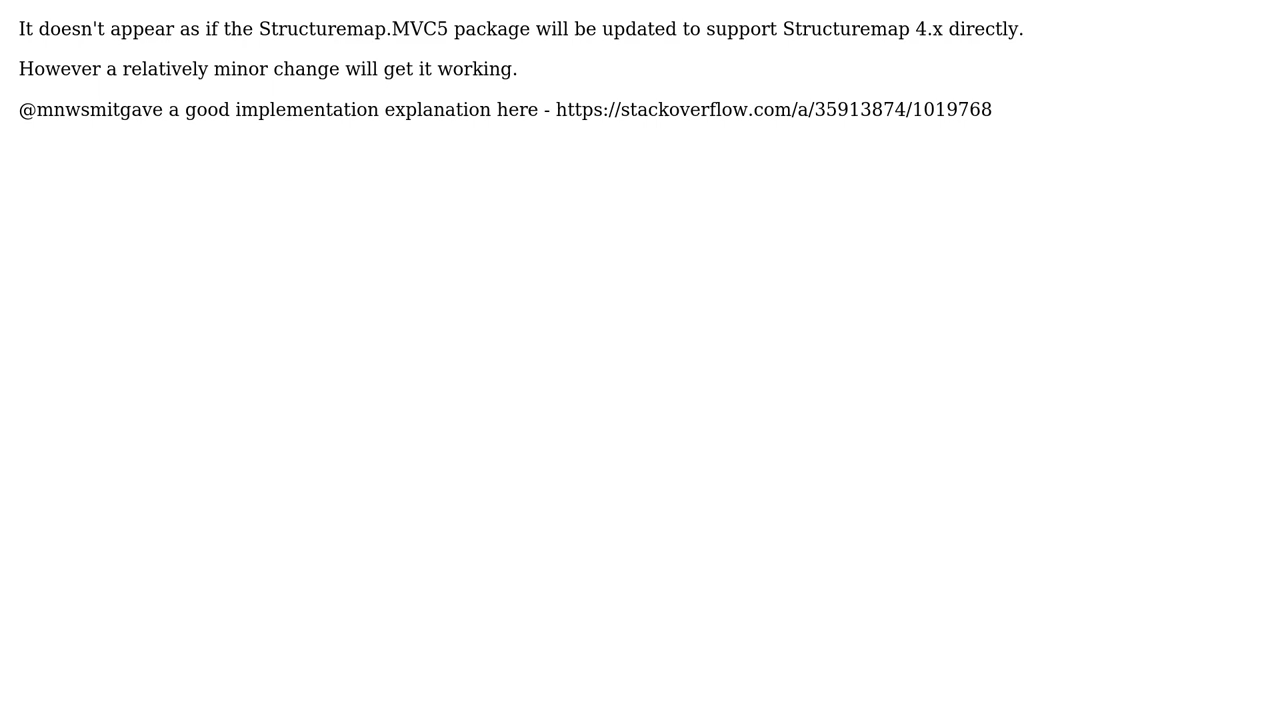 It doesn't appear as if the Structuremap.MVC5 package will be updated to support Structuremap 4.x directly.
However a relatively minor change will get it working.
@mnwsmitgave a good implementation explanation here - https://stackoverflow.com/a/35913874/1019768